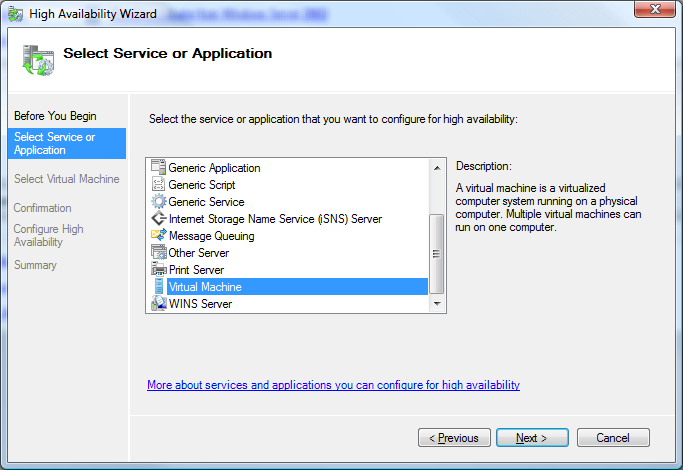 High Availability Wizard
Select Service or Application
Before You Begin
Select Service or
Application
Select Virtual Machine
Confirmation
Configure High
Availability
Summary
Select the service or application that you want to configure for high availability:
Generic Application
Generic Script
Generic Service
Internet Storage Name Service (iSNS) Server
Message Queuing
Other Server
Print Server
Virtual Machine
WINS Server
Description:
A virtual machine is a virtualized
computer system running on a physical
computer. Multiple virtual machines can
run on one computer.
More about services and applications you can configure for high availability
< Previous
Next >
Cancel